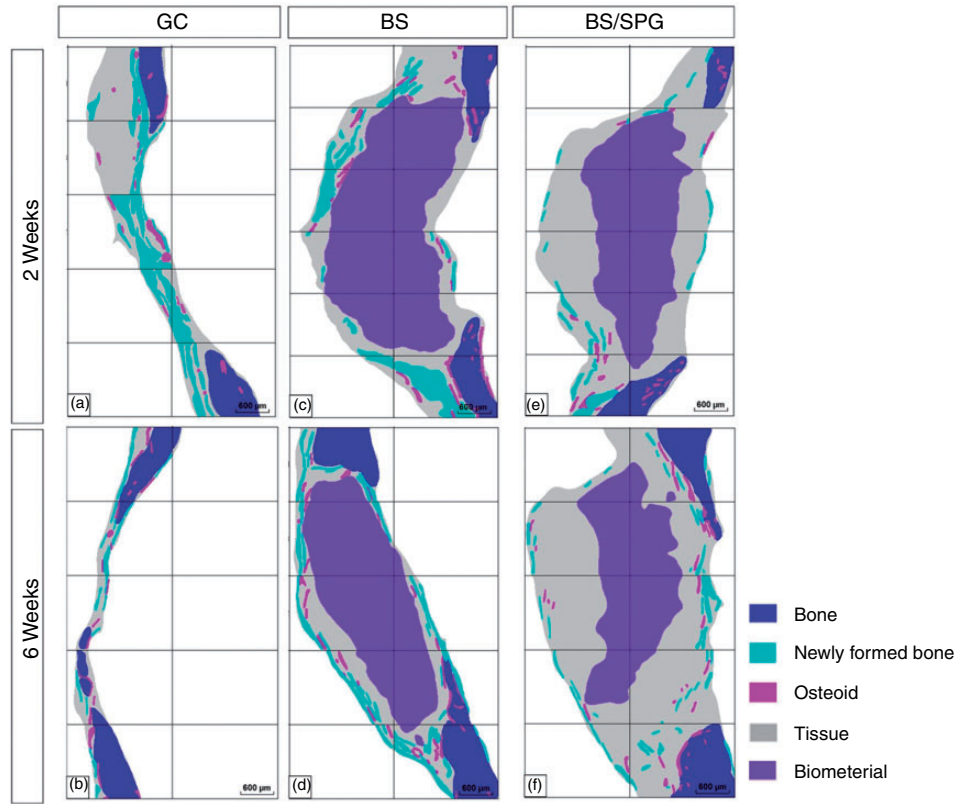 GC
BS
BS/SPG
2 Weeks
(a)
600 µm
(c)
600 µm
(e)
600 µm
6 Weeks
(b)
600 µm
(d)
600 µm
(f)
600 µm
Bone
Newly formed bone
Osteoid
Tissue
Biometerial